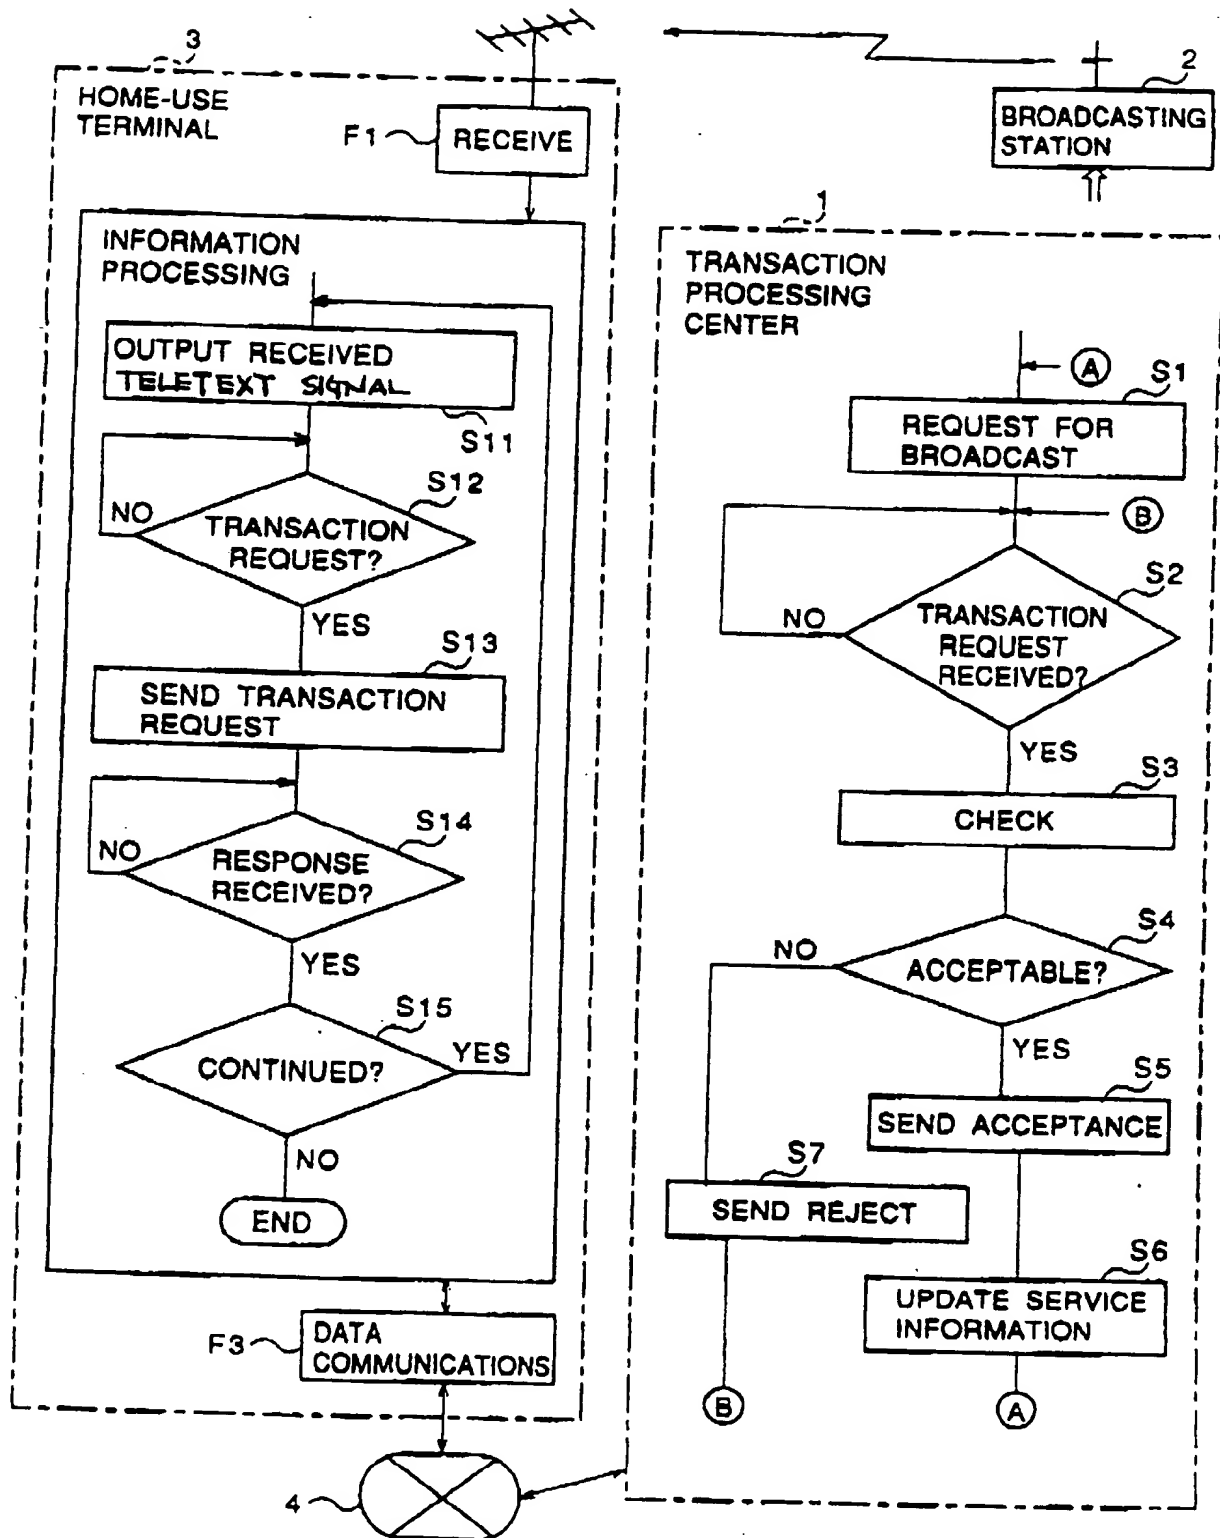 3
HOME-USE
TERMINAL
F1
RECEIVE
2
BROADCASTING
STATION
INFORMATION
PROCESSING
OUTPUT RECEIVED
TELETEXT SIGNAL
S11
S12
NO
TRANSACTION
REQUEST?
YES
S13
SEND TRANSACTION
REQUEST
S14
NO
RESPONSE
RECEIVED?
YES
S15
CONTINUED?
YES
NO
END
F3
DATA
COMMUNICATIONS
4
1
TRANSACTION
PROCESSING
CENTER
A
S1
REQUEST FOR
BROADCAST
B
S2
NO
TRANSACTION
REQUEST
RECEIVED?
YES
S3
CHECK
S4
NO
ACCEPTABLE?
YES
S5
SEND ACCEPTANCE
S7
SEND REJECT
S6
UPDATE SERVICE
INFORMATION
B
A